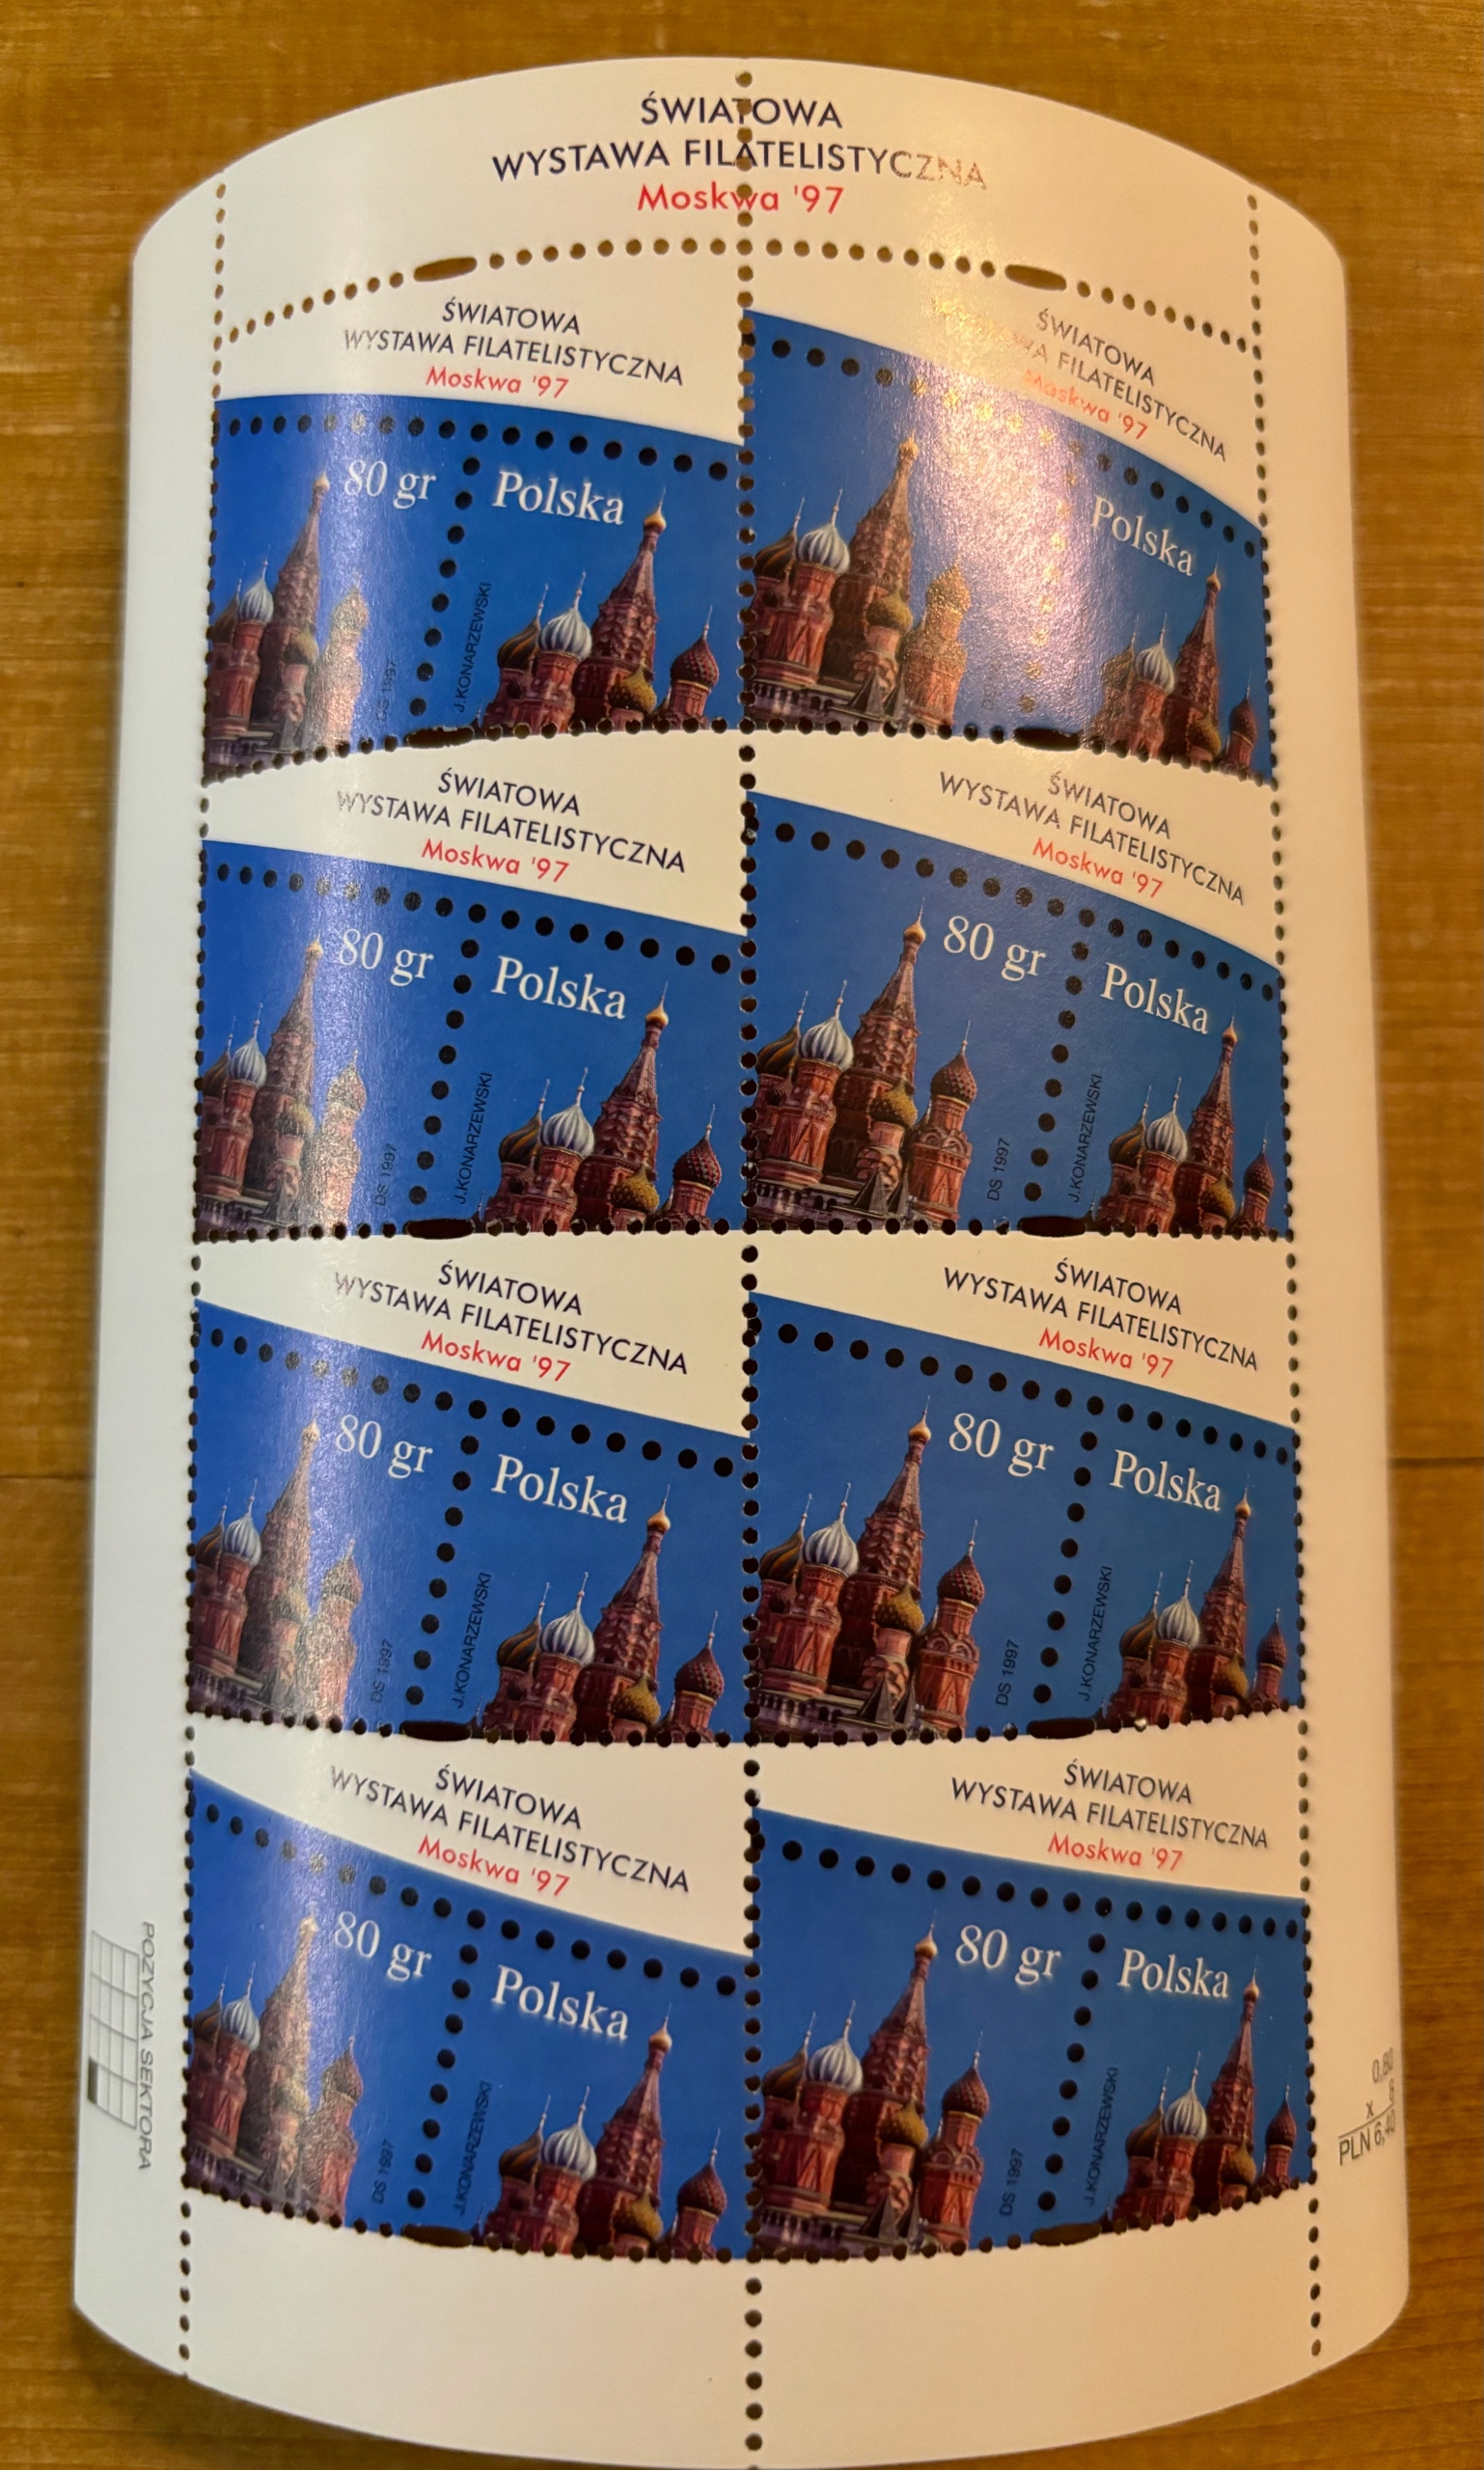 ŚWIATOWA
WYSTAWA FILATELISTYCZNA
Moskwa '97
ŚWIATOWA
WYSTAWA FILATELISTYCZNA
Moskwa '97
80 gr Polska
DS 1997
J.KONARZEWSKI
ŚWIATOWA
WYSTAWA FILATELISTYCZNA
Moskwa '97
Polska
ŚWIATOWA
WYSTAWA FILATELISTYCZNA
Moskwa '97
80 gr Polska
DS 1997
J.KONARZEWSKI
ŚWIATOWA
WYSTAWA FILATELISTYCZNA
Moskwa '97
80 gr Polska
DS 1997
J.KONARZEWSKI
ŚWIATOWA
WYSTAWA FILATELISTYCZNA
Moskwa '97
80 gr Polska
DS 1997
J.KONARZEWSKI
ŚWIATOWA
WYSTAWA FILATELISTYCZNA
Moskwa '97
80 gr Polska
DS 1997
J.KONARZEWSKI
ŚWIATOWA
WYSTAWA FILATELISTYCZNA
Moskwa '97
80 gr Polska
DS 1997
J.KONARZEWSKI
ŚWIATOWA
WYSTAWA FILATELISTYCZNA
Moskwa '97
80 gr Polska
DS 1997
J.KONARZEWSKI
POZYCJA SEKTORA
0,80
x 8
PLN 6,40